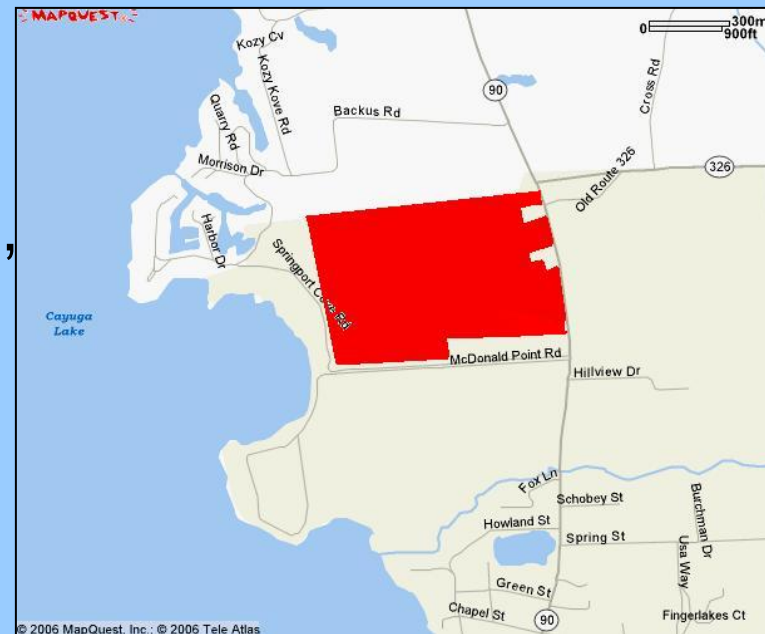 MAPQUEST
0 300m
900ft
Kozy Cv
Kozy Kove Rd
90
Cross Rd
Quarry Rd
Backus Rd
Morrison Dr
326
Old Route 326
Harbor Dr
,
Springport Cove Rd
Cayuga
Lake
McDonald Point Rd
Hillview Dr
Fox Ln
Schobey St
Burchman Dr
Howland St
Spring St
Usa Way
Green St
Chapel St
90
Fingerlakes Ct
© 2006 MapQuest, Inc.; © 2006 Tele Atlas